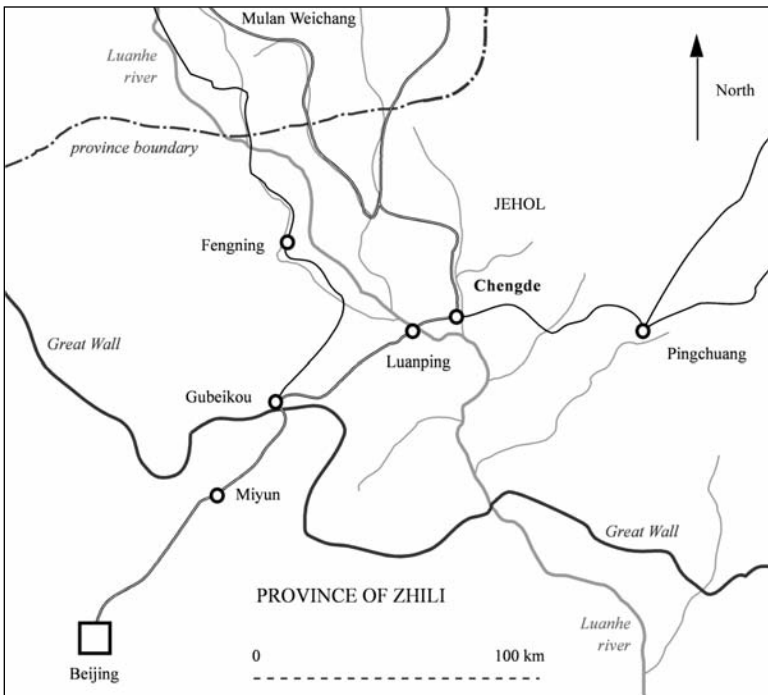 Mulan Weichang
Luanhe
river
North
province boundary
JEHOL
Fengning
Chengde
Great Wall
Luanping
Pingchuang
Gubeikou
Miyun
Great Wall
PROVINCE OF ZHILI
Luanhe
river
0
100 km
Beijing